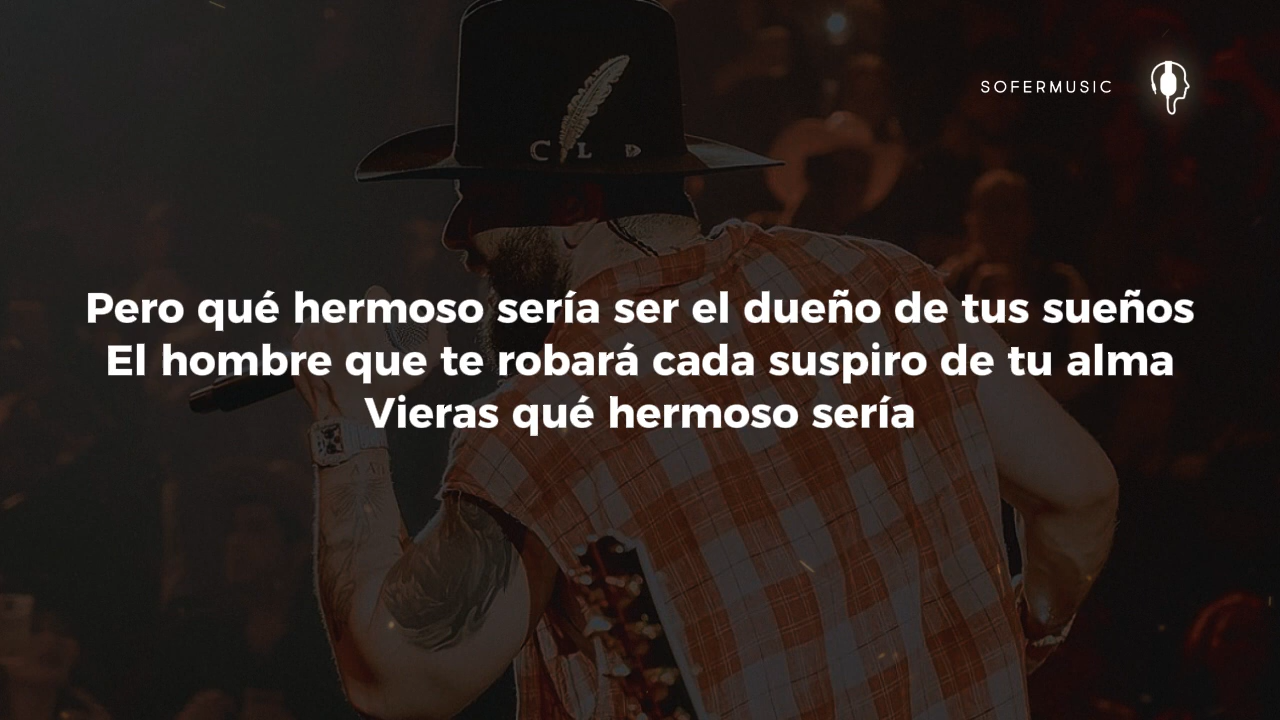 SOFERMUSIC
C L D
Pero qué hermoso sería ser el dueño de tus sueños
El hombre que te robará cada suspiro de tu alma
Vieras qué hermoso sería